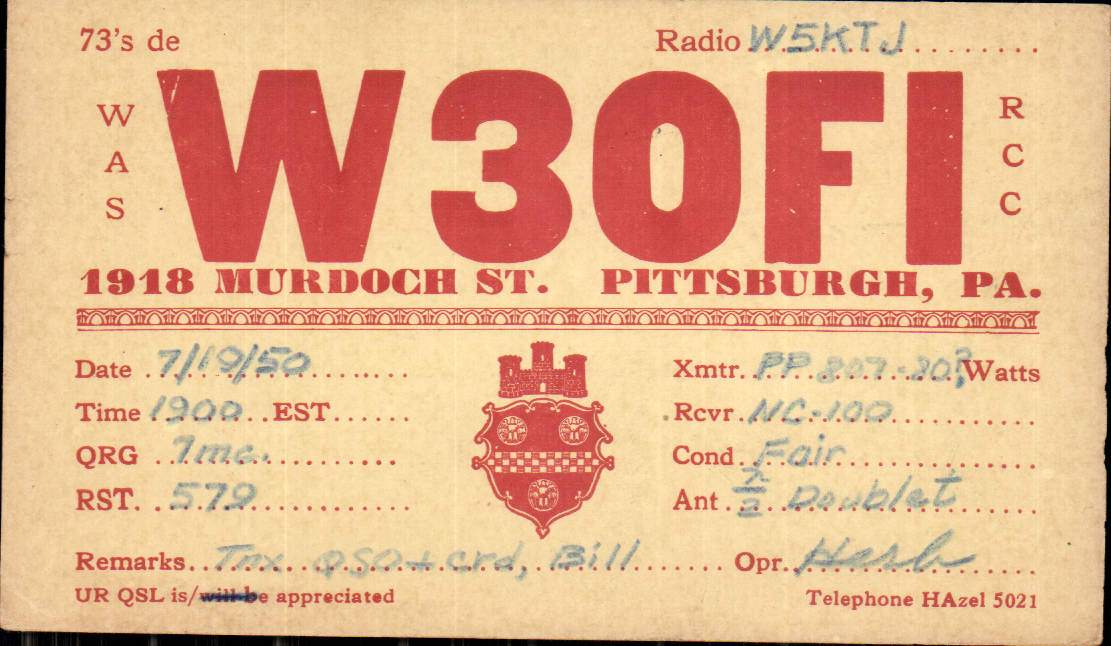 73's de Radio W5KTJ
W A S
W3OFI
R C C
1918 MURDOCH ST. PITTSBURGH, PA.
Date 7/19/50
Time 1900 EST
QRG 7mc.
RST. 579
Xmtr. PP 807 - 80? Watts
Rcvr. NC-100
Cond. Fair
Ant. λ/2 Doublet
Remarks Tnx QSO + Crd, Bill Opr. Herb
UR QSL is/will be appreciated Telephone HAzel 5021